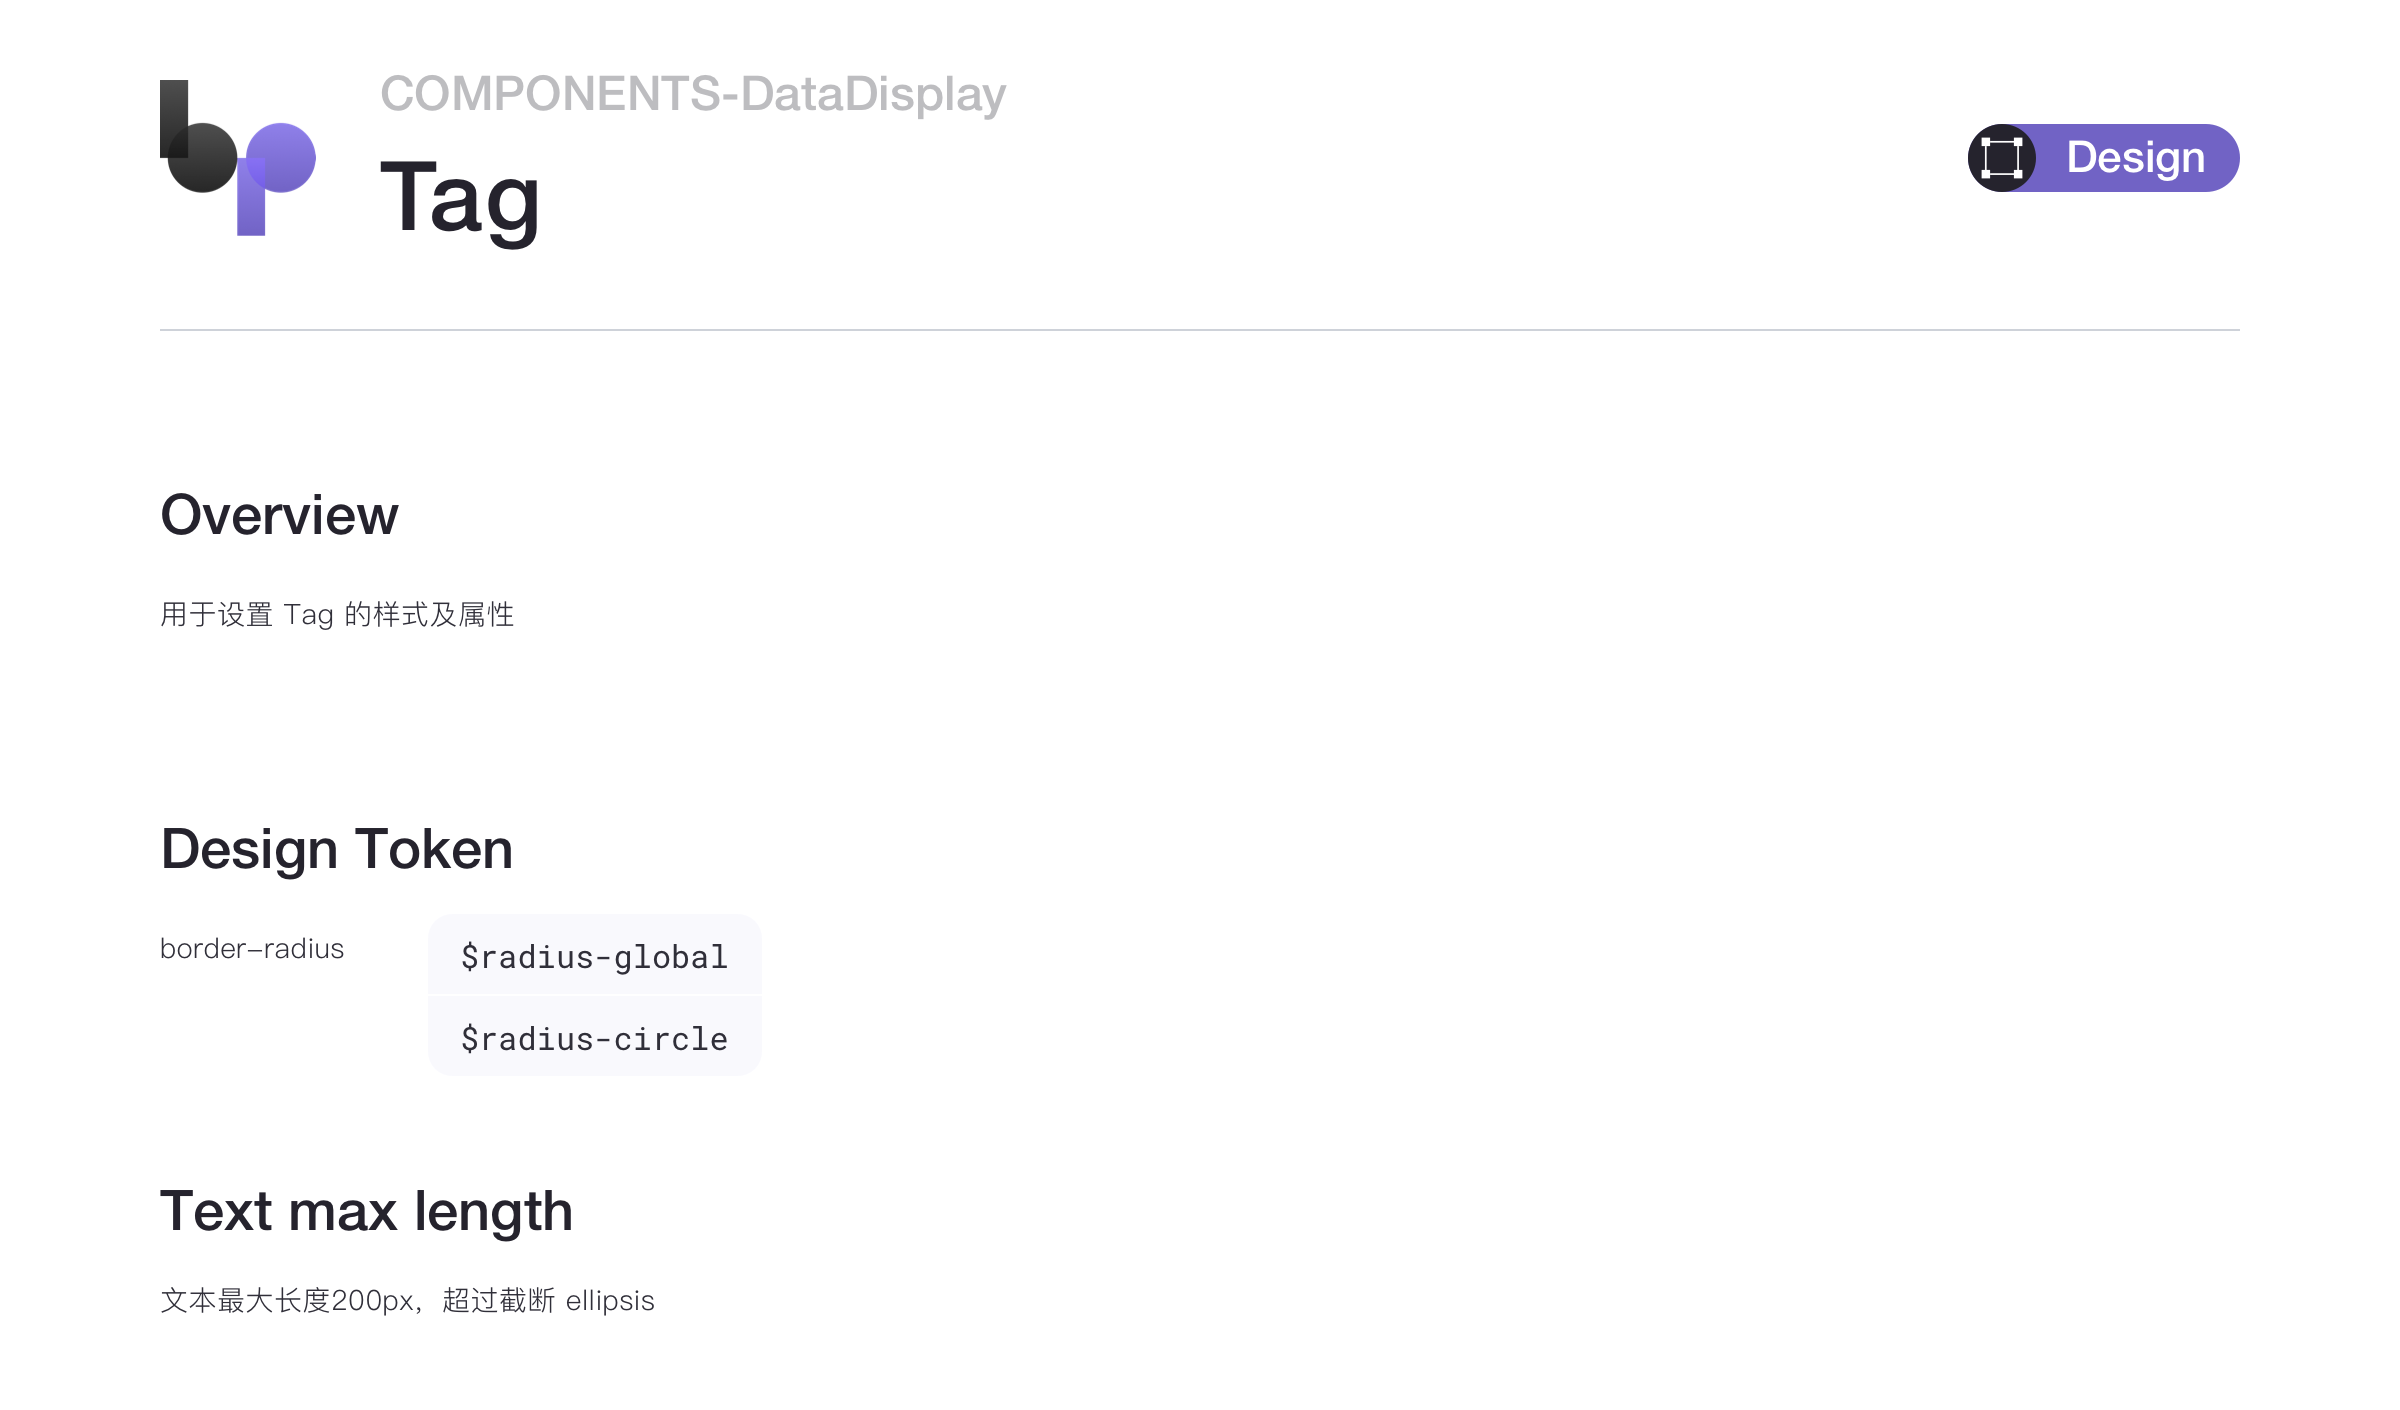 bp
COMPONENTS-DataDisplay
Tag
Design
Overview
用于设置 Tag 的样式及属性
Design Token
border-radius
$radius-global
$radius-circle
Text max length
文本最大长度200px，超过截断 ellipsis